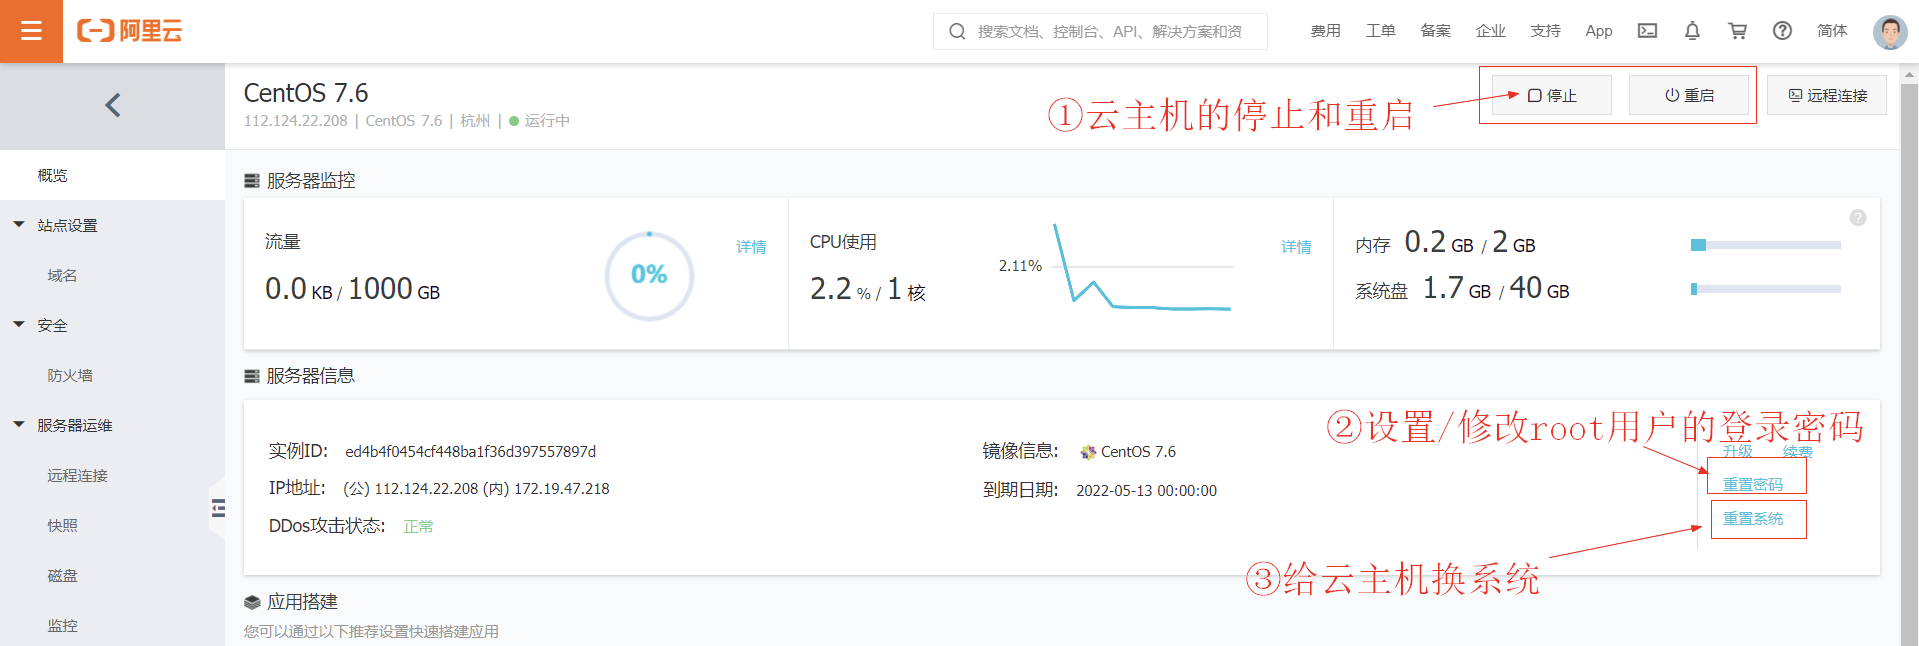 阿里云
搜索文档、控制台、API、解决方案和资
费用 工单 备案 企业 支持 App 简体
CentOS 7.6
112.124.22.208 | CentOS 7.6 | 杭州 | 运行中
①云主机的停止和重启
停止 重启 远程连接
概览
站点设置
域名
安全
防火墙
服务器运维
远程连接
快照
磁盘
监控
服务器监控
流量
0.0 KB / 1000 GB
0%
详情
CPU使用
2.2 % / 1 核
2.11%
详情
内存 0.2 GB / 2 GB
系统盘 1.7 GB / 40 GB
?
服务器信息
②设置/修改root用户的登录密码
实例ID: ed4b4f0454cf448ba1f36d397557897d
IP地址: (公) 112.124.22.208 (内) 172.19.47.218
DDos攻击状态: 正常
镜像信息: CentOS 7.6
到期日期: 2022-05-13 00:00:00
升级 续费
重置密码
重置系统
③给云主机换系统
应用搭建
您可以通过以下推荐设置快速搭建应用